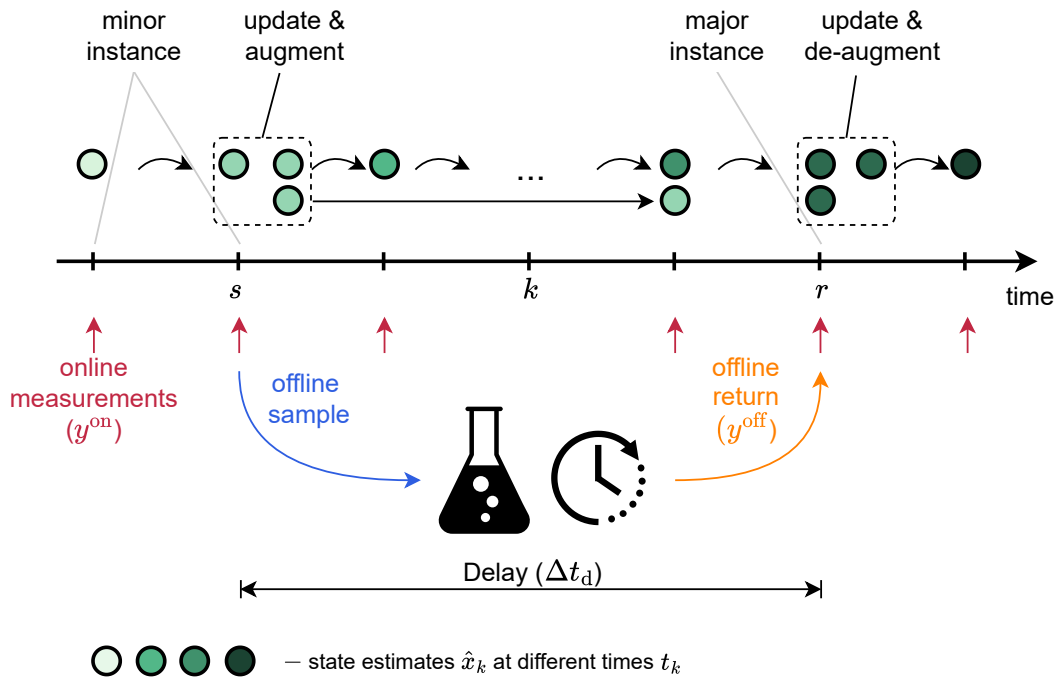 minor
instance
update &
augment
major
instance
update &
de-augment
...
s
k
r
time
online
measurements
(y^on)
offline
sample
offline
return
(y^off)
Delay (Δt_d)
– state estimates x̂_k at different times t_k